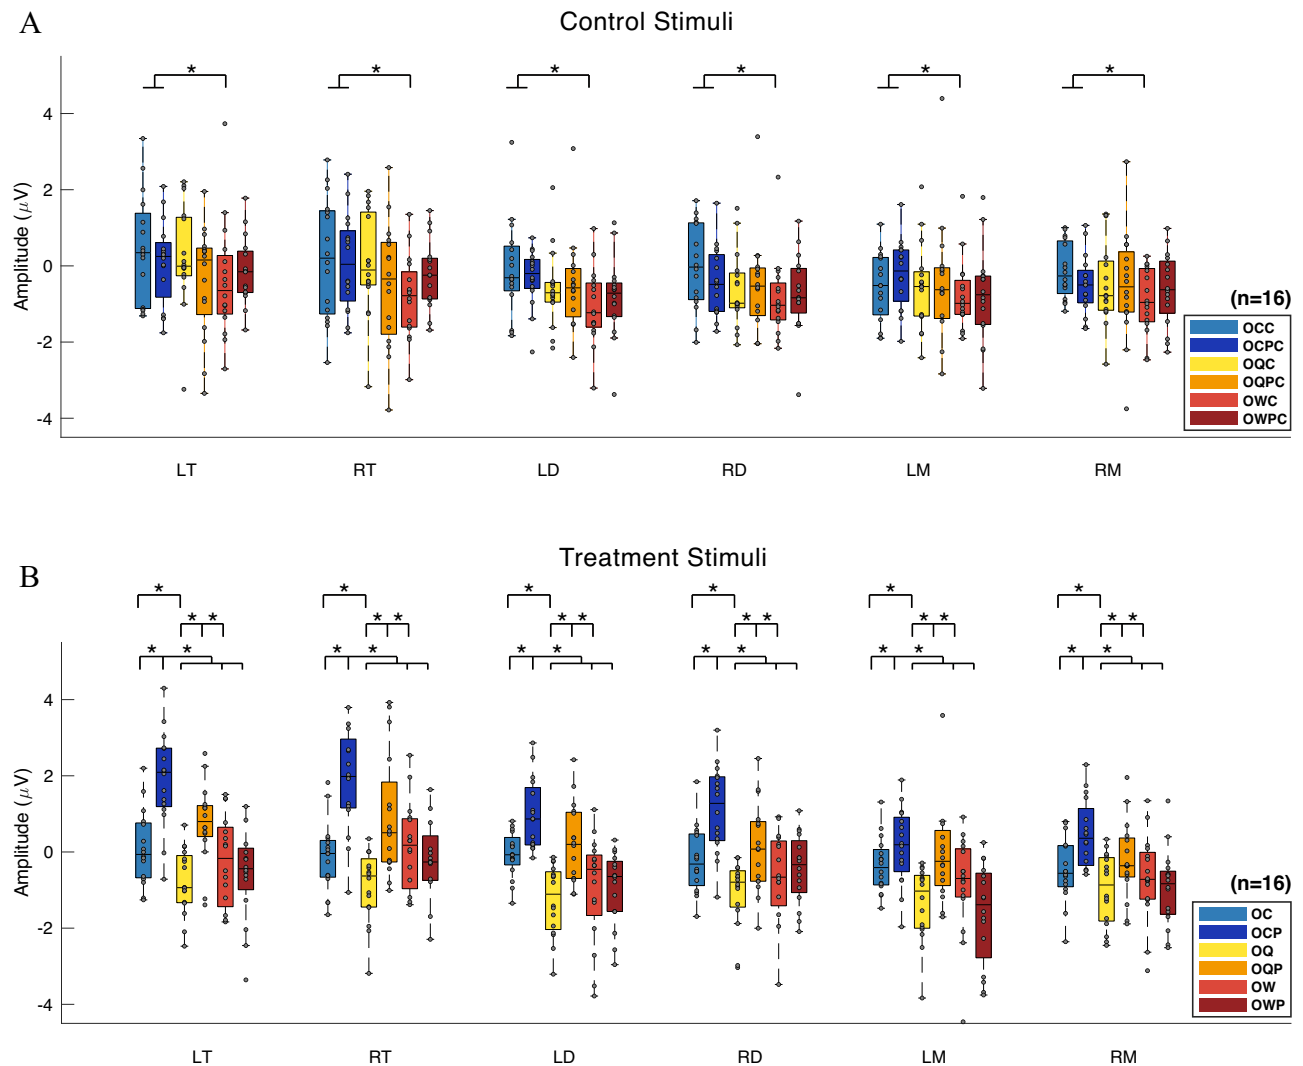 A
Control Stimuli
* * * * * *
4
2
0
-2
-4
Amplitude (μV)
(n=16)
OCC
OCPC
OQC
OQPC
OWC
OWPC
LT RT LD RD LM RM
B
Treatment Stimuli
* * * * * *
* * * * * * * * * * * *
* * * * * * * * * * * *
4
2
0
-2
-4
Amplitude (μV)
(n=16)
OC
OCP
OQ
OQP
OW
OWP
LT RT LD RD LM RM